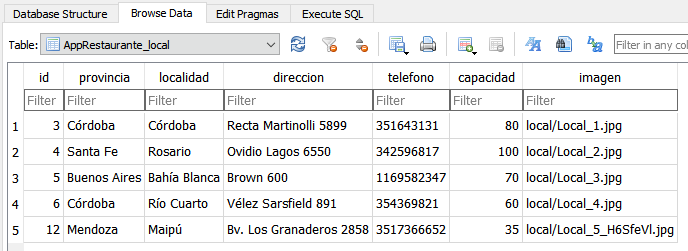 Database Structure Browse Data Edit Pragmas Execute SQL
Table: AppRestaurante_local Filter in any co
id provincia localidad direccion telefono capacidad imagen
Filter Filter Filter Filter Filter Filter Filter
1 3 Córdoba Córdoba Recta Martinolli 5899 351643131 80 local/Local_1.jpg
2 4 Santa Fe Rosario Ovidio Lagos 6550 342596817 100 local/Local_2.jpg
3 5 Buenos Aires Bahía Blanca Brown 600 1169582347 70 local/Local_3.jpg
4 6 Córdoba Río Cuarto Vélez Sarsfield 891 354369821 60 local/Local_4.jpg
5 12 Mendoza Maipú Bv. Los Granaderos 2858 3517366652 35 local/Local_5_H6SfeVl.jpg